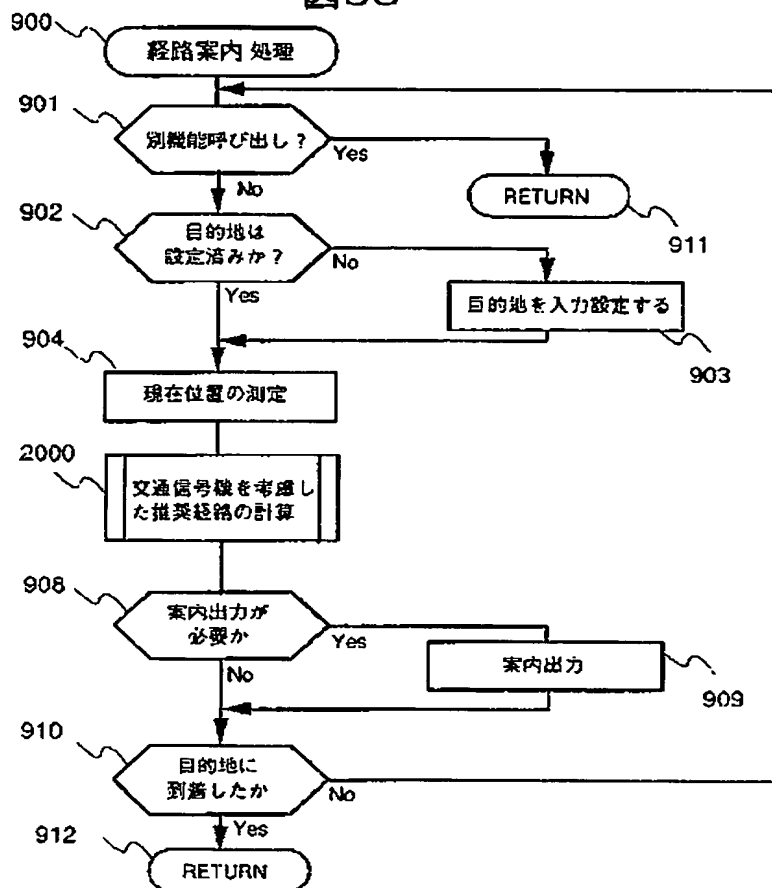 900
経路案内 処理
901
別機能呼び出し?
Yes
No
RETURN
911
902
目的地は
設定済みか?
No
Yes
目的地を入力設定する
903
904
現在位置の測定
2000
交通信号機を考慮し
た推奨経路の計算
908
案内出力が
必要か
Yes
No
案内出力
909
910
目的地に
到着したか
No
Yes
912
RETURN